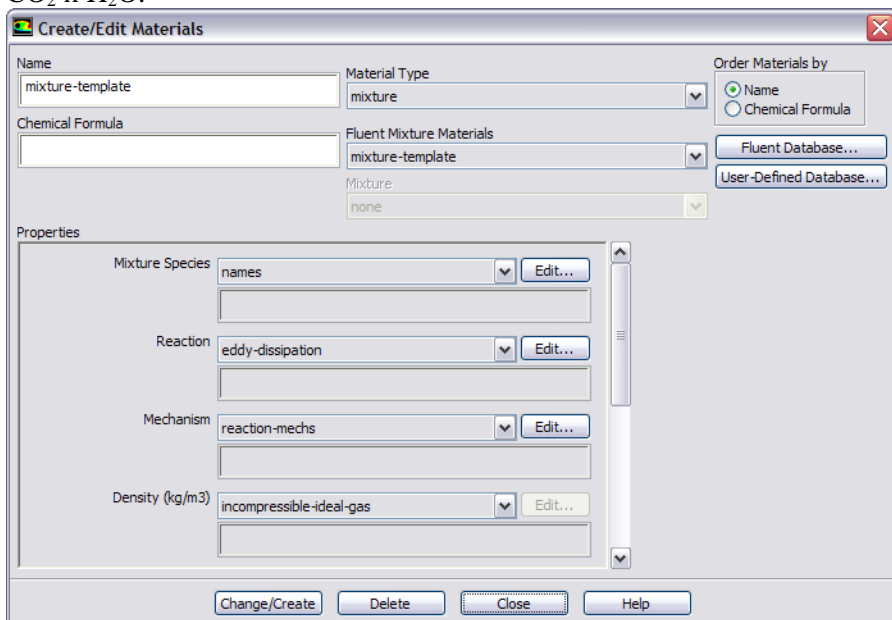 CO2 и H2O.
Create/Edit Materials
Name
mixture-template
Chemical Formula
Material Type
mixture
Fluent Mixture Materials
mixture-template
Mixture
none
Order Materials by
Name
Chemical Formula
Fluent Database...
User-Defined Database...
Properties
Mixture Species names Edit...
Reaction eddy-dissipation Edit...
Mechanism reaction-mechs Edit...
Density (kg/m3) incompressible-ideal-gas Edit...
Change/Create Delete Close Help